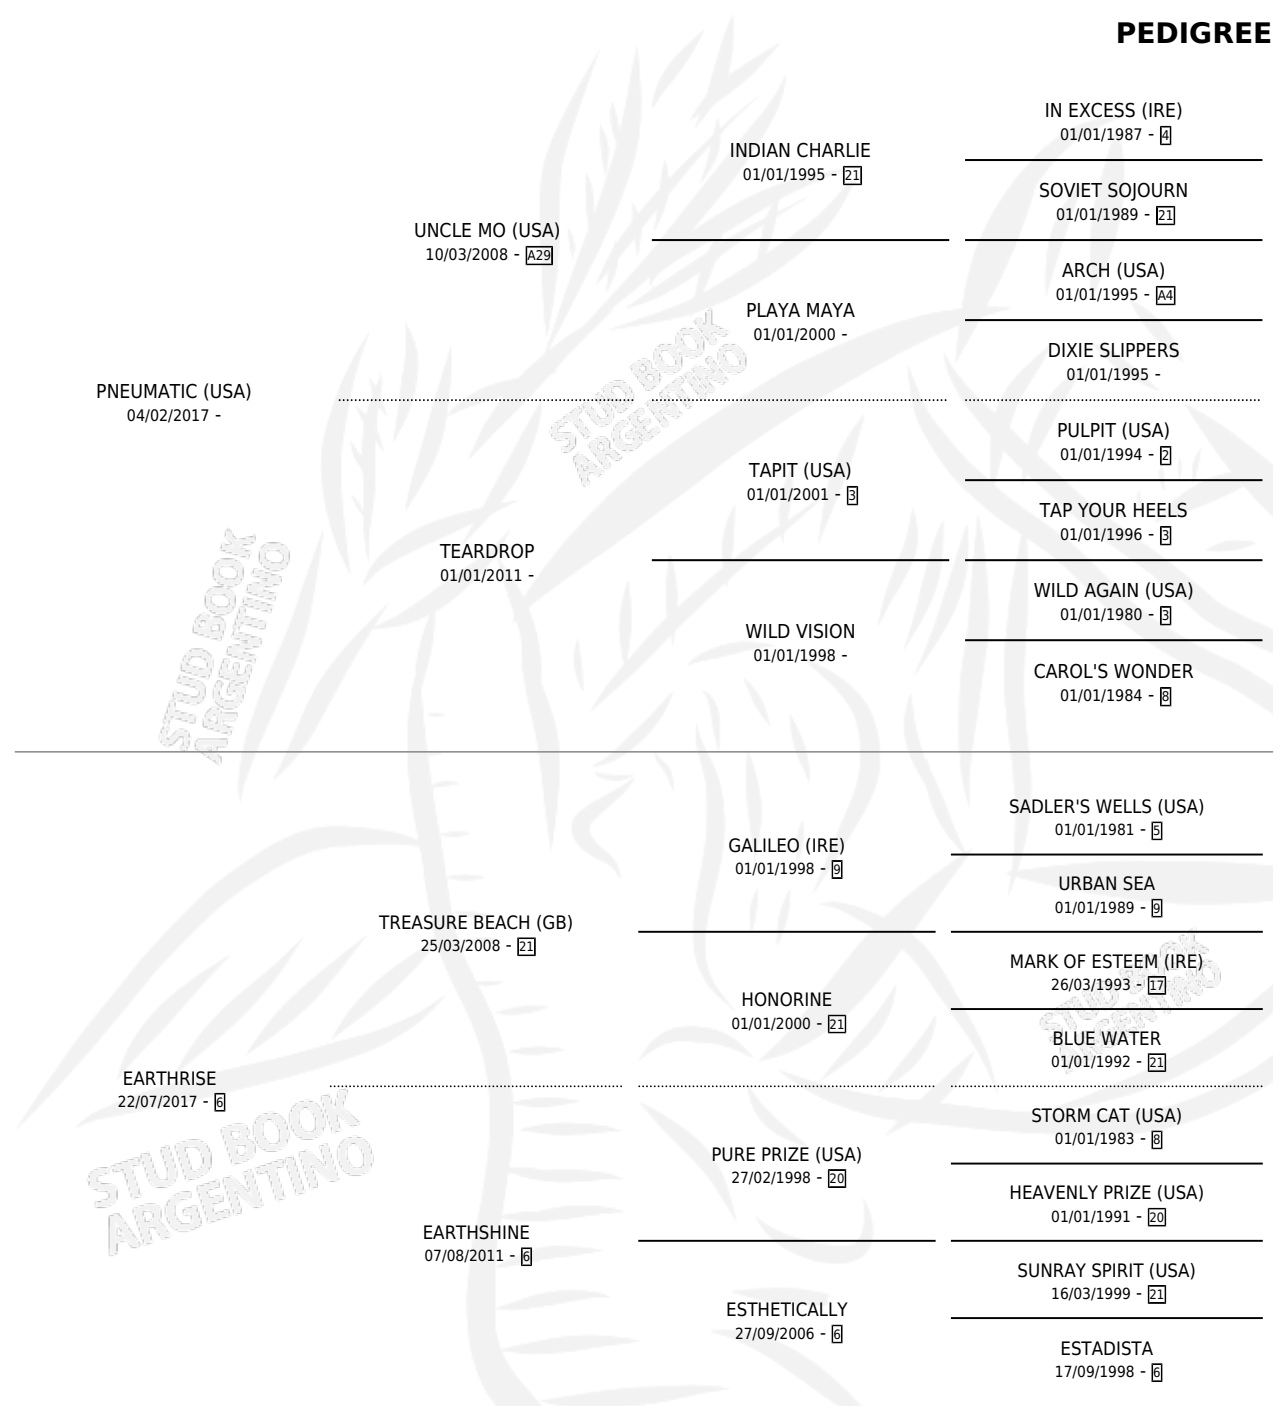 PEDIGREE
IN EXCESS (IRE)
01/01/1987 - 4
INDIAN CHARLIE
01/01/1995 - 21
SOVIET SOJOURN
01/01/1989 - 21
UNCLE MO (USA)
10/03/2008 - A29
ARCH (USA)
01/01/1995 - A4
PLAYA MAYA
01/01/2000 -
DIXIE SLIPPERS
01/01/1995 -
PNEUMATIC (USA)
04/02/2017 -
STUD BOOK
ARGENTINO
PULPIT (USA)
01/01/1994 - 2
TAPIT (USA)
01/01/2001 - 3
TAP YOUR HEELS
01/01/1996 - 3
TEARDROP
01/01/2011 -
WILD AGAIN (USA)
01/01/1980 - 3
WILD VISION
01/01/1998 -
CAROL'S WONDER
01/01/1984 - 8
STUD BOOK
ARGENTINO
SADLER'S WELLS (USA)
01/01/1981 - 5
GALILEO (IRE)
01/01/1998 - 9
URBAN SEA
01/01/1989 - 9
TREASURE BEACH (GB)
25/03/2008 - 21
MARK OF ESTEEM (IRE)
26/03/1993 - 17
HONORINE
01/01/2000 - 21
STUD BOOK
ARGENTINO
BLUE WATER
01/01/1992 - 21
EARTHRISE
22/07/2017 - 6
STORM CAT (USA)
01/01/1983 - 8
PURE PRIZE (USA)
27/02/1998 - 20
HEAVENLY PRIZE (USA)
01/01/1991 - 20
STUD BOOK
ARGENTINO
EARTHSHINE
07/08/2011 - 6
SUNRAY SPIRIT (USA)
16/03/1999 - 21
ESTHETICALLY
27/09/2006 - 6
ESTADISTA
17/09/1998 - 6